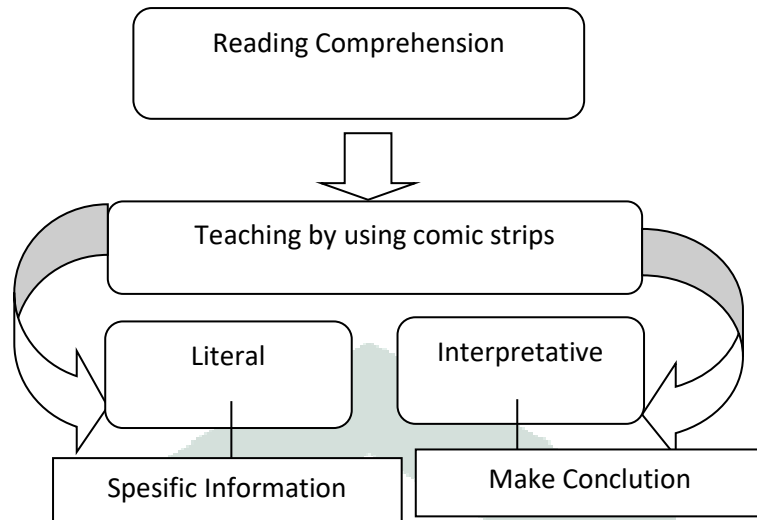 Reading Comprehension
Teaching by using comic strips
Literal
Interpretative
Spesific Information
Make Conclution